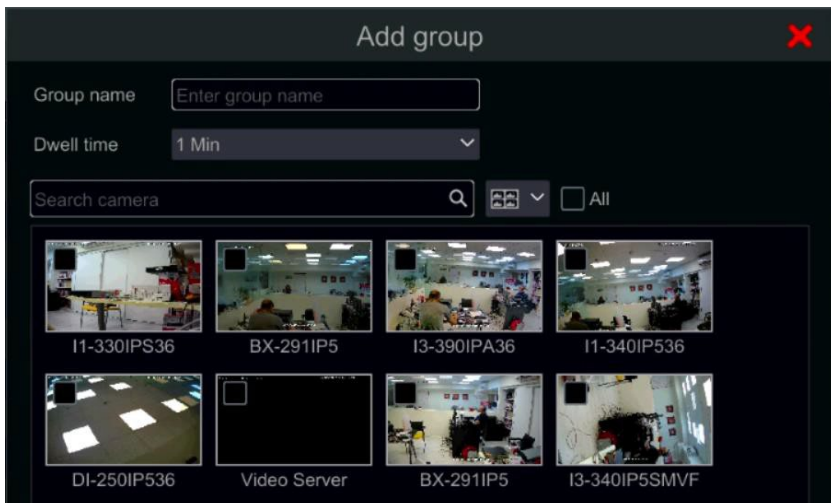 Add group
Group name Enter group name
Dwell time 1 Min
Search camera All
I1-330IPS36 BX-291IP5 I3-390IPA36 I1-340IP536
DI-250IP536 Video Server BX-291IP5 I3-340IP5SMVF